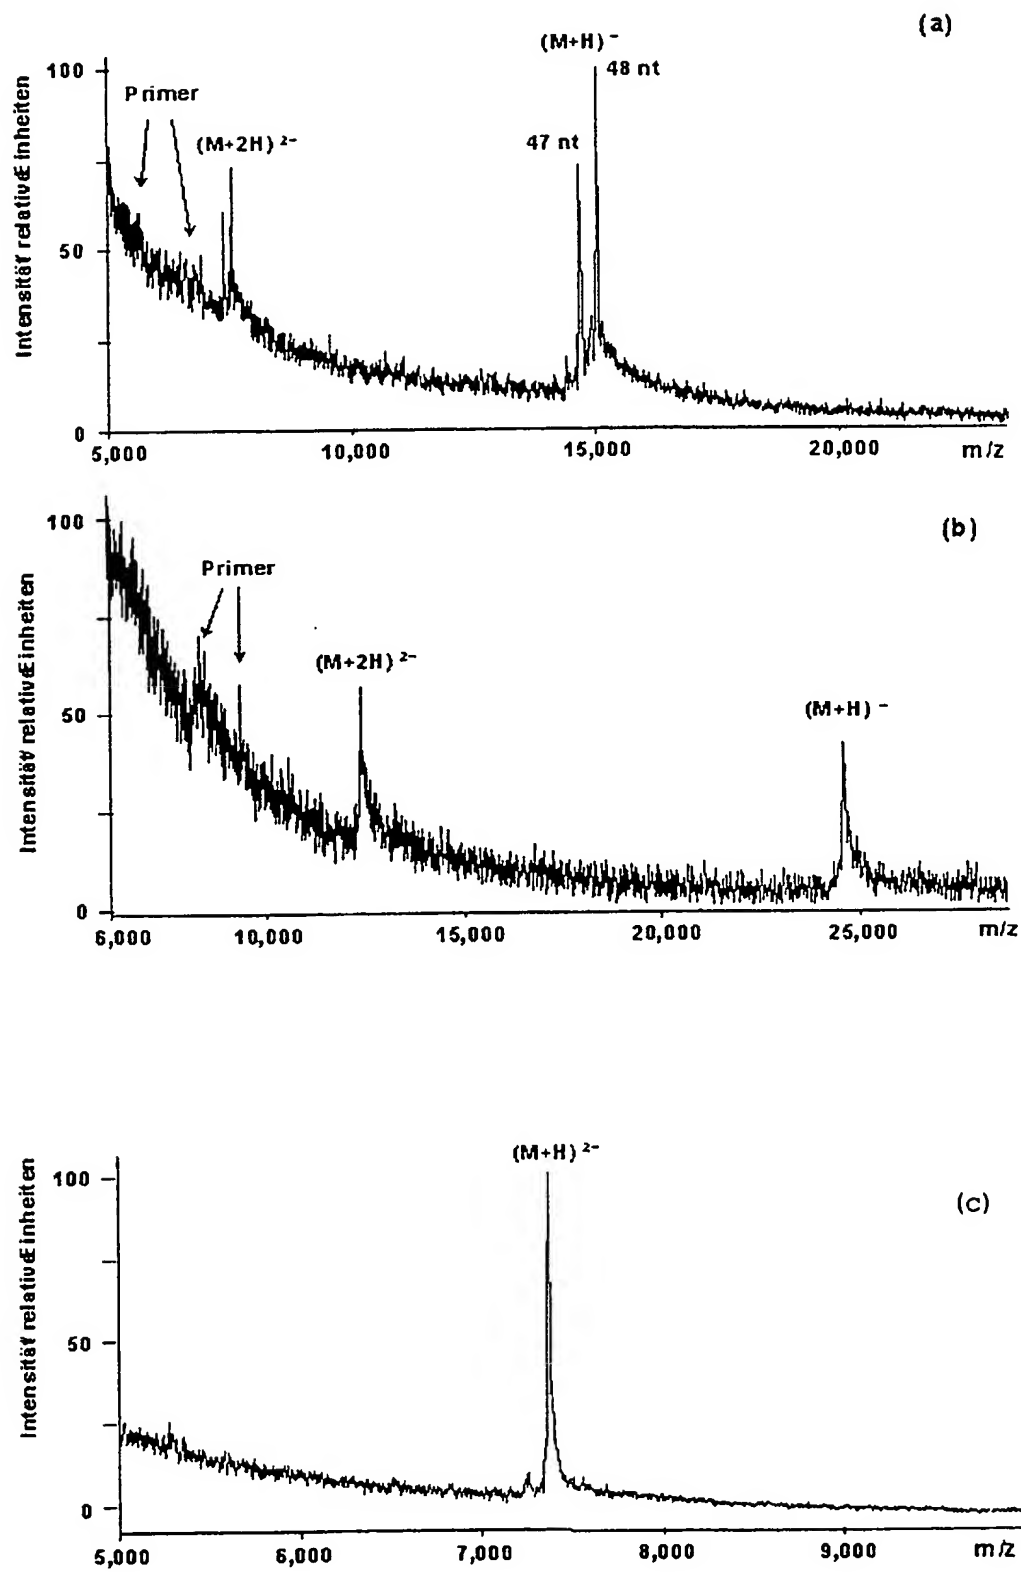 (a)
(M+H) ⁻
48 nt
47 nt
Primer
(M+2H) ²⁻
Intensität/ relative Einheiten
100
50
0
5,000 10,000 15,000 20,000 m/z
(b)
Primer
(M+2H) ²⁻
(M+H) ⁻
Intensität/ relative Einheiten
100
50
0
6,000 10,000 15,000 20,000 25,000 m/z
(M+H) ²⁻
(c)
Intensität/ relative Einheiten
100
50
0
5,000 6,000 7,000 8,000 9,000 m/z